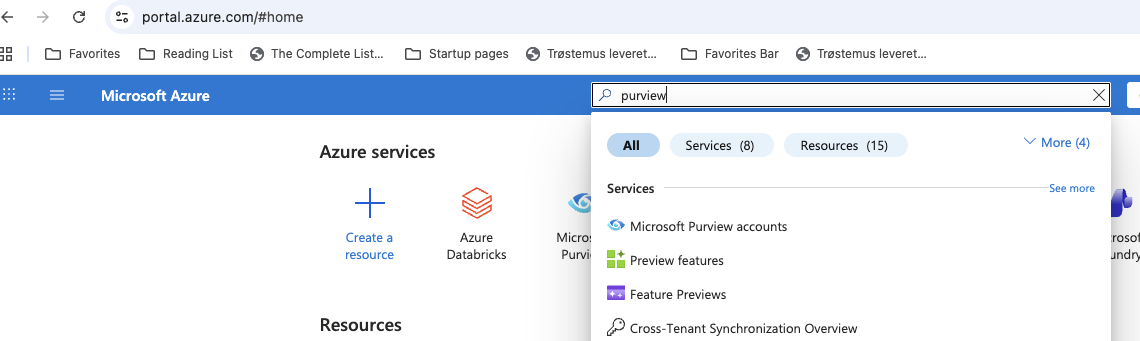 portal.azure.com/#home
Favorites Reading List The Complete List... Startup pages Trøstemus leveret... Favorites Bar Trøstemus leveret...
Microsoft Azure purview
All Services (8) Resources (15) More (4)
Azure services
Services See more
Create a resource
Azure Databricks
Microsoft Purview accounts
Preview features
Feature Previews
Resources
Cross-Tenant Synchronization Overview